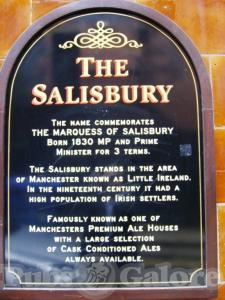 THE
SALISBURY
THE NAME COMMEMORATES
THE MARQUESS OF SALISBURY
BORN 1830 MP AND PRIME
MINISTER FOR 3 TERMS.
THE SALISBURY STANDS IN THE AREA
OF MANCHESTER KNOWN AS LITTLE IRELAND.
IN THE NINETEENTH CENTURY IT HAD A
HIGH POPULATION OF IRISH SETTLERS.
FAMOUSLY KNOWN AS ONE OF
MANCHESTERS PREMIUM ALE HOUSES
WITH A LARGE SELECTION
OF CASK CONDITIONED ALES
ALWAYS AVAILABLE.
Pubs Galore